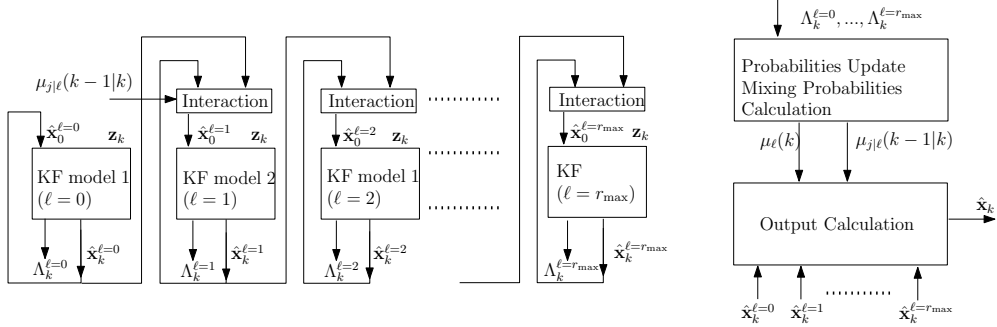 μ_{j|ℓ}(k − 1|k)
Interaction
Interaction
Interaction
x̂_0^{ℓ=0}
z_k
x̂_0^{ℓ=1}
z_k
x̂_0^{ℓ=2}
z_k
x̂_0^{ℓ=r_max}
z_k
KF model 1
(ℓ = 0)
KF model 2
(ℓ = 1)
KF model 1
(ℓ = 2)
KF
(ℓ = r_max)
Λ_k^{ℓ=0}
x̂_k^{ℓ=0}
Λ_k^{ℓ=1}
x̂_k^{ℓ=1}
Λ_k^{ℓ=2}
x̂_k^{ℓ=2}
Λ_k^{ℓ=r_max}
x̂_k^{ℓ=r_max}
Λ_k^{ℓ=0}, ..., Λ_k^{ℓ=r_max}
Probabilities Update
Mixing Probabilities
Calculation
μ_ℓ(k)
μ_{j|ℓ}(k − 1|k)
Output Calculation
x̂_k
x̂_k^{ℓ=0}
x̂_k^{ℓ=1}
x̂_k^{ℓ=r_max}